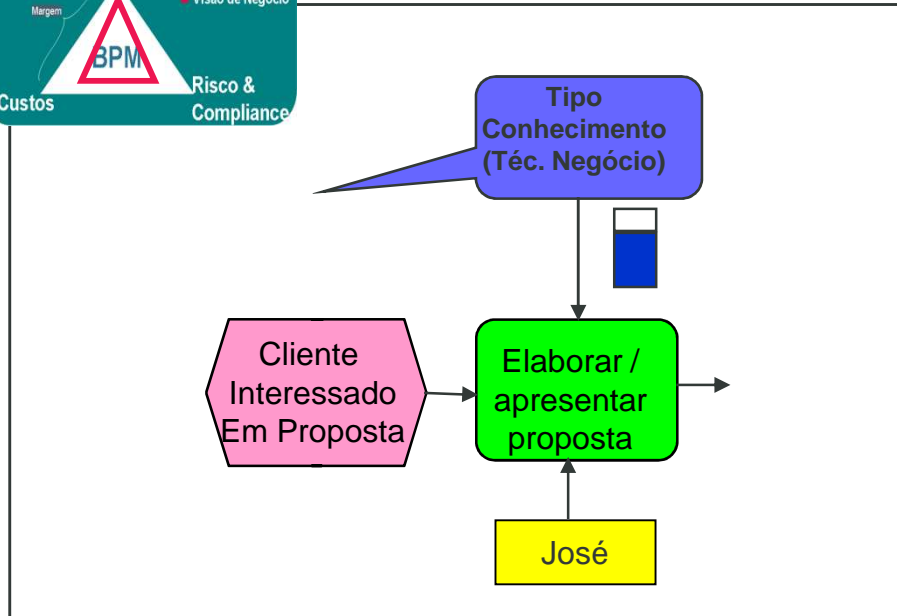 Visão de Negócio
Margem
BPM
Custos
Risco &
Compliance
Tipo
Conhecimento
(Téc. Negócio)
Cliente
Interessado
Em Proposta
Elaborar /
apresentar
proposta
José